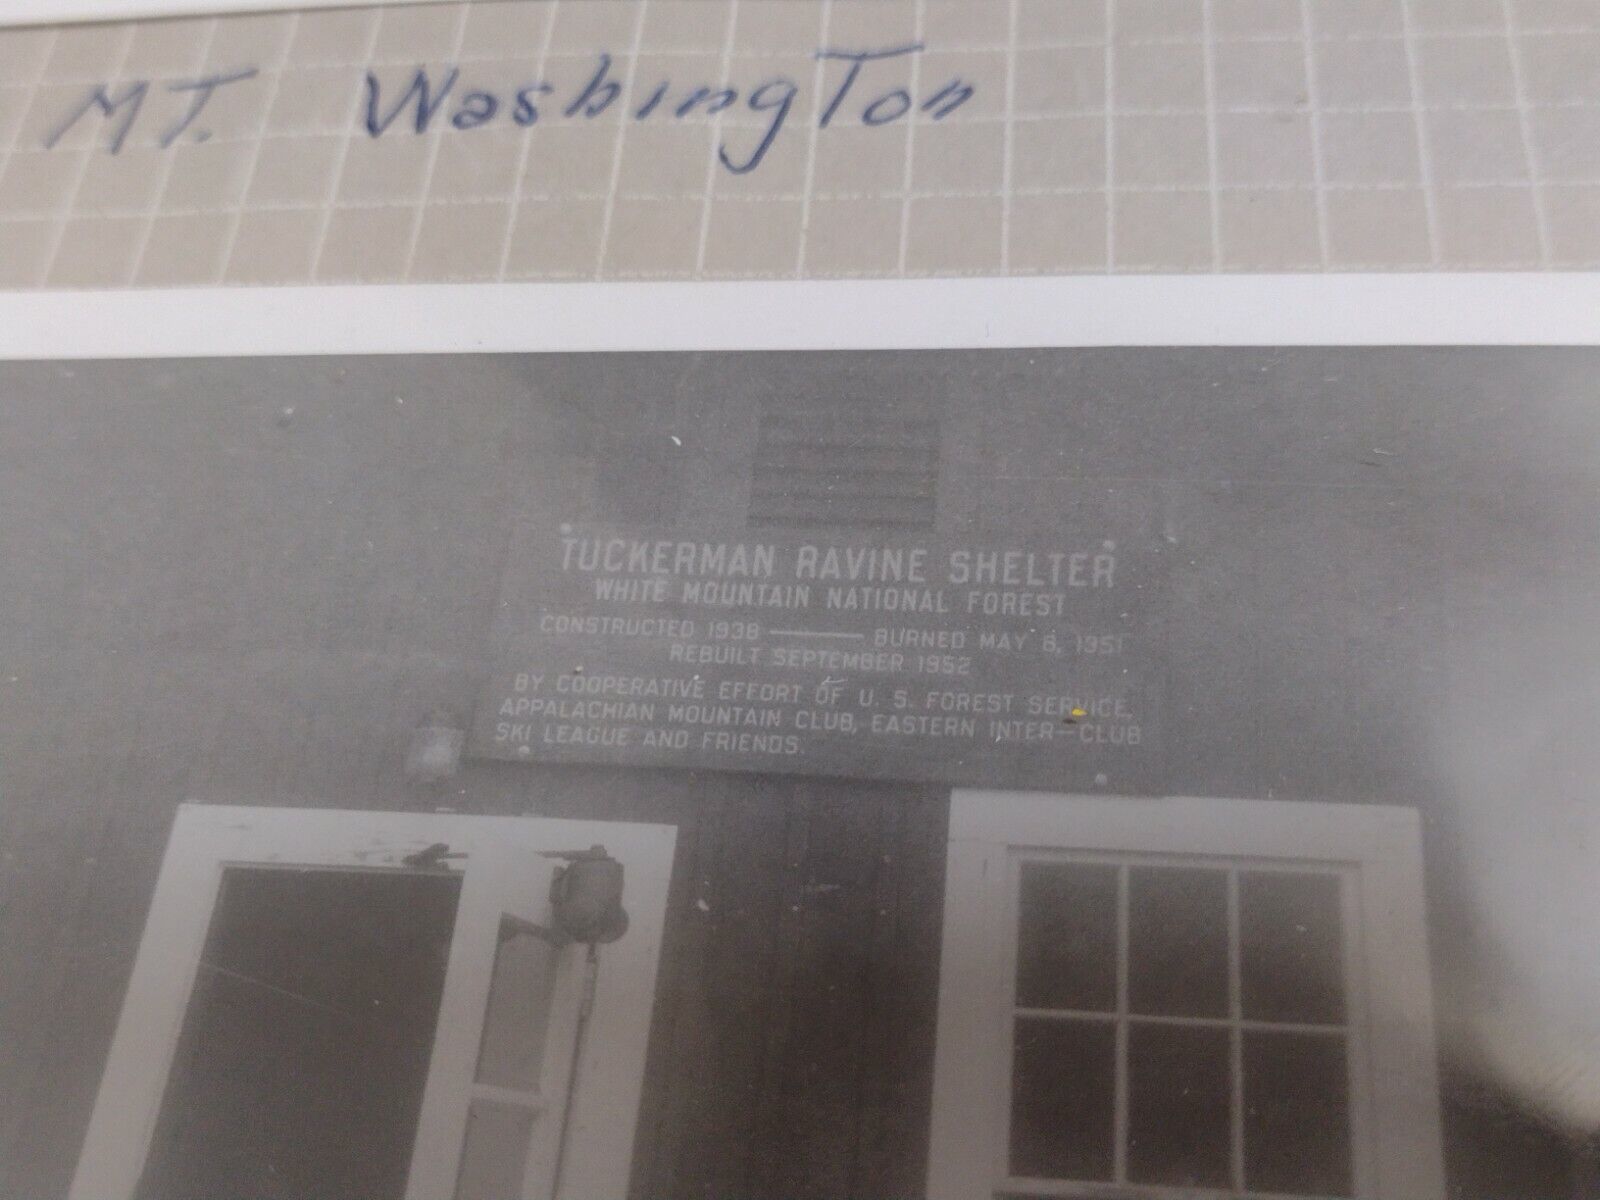 MT. Washington
TUCKERMAN RAVINE SHELTER
WHITE MOUNTAIN NATIONAL FOREST
CONSTRUCTED 1938 —— BURNED MAY 8, 1951
REBUILT SEPTEMBER 1952
BY COOPERATIVE EFFORT OF U. S. FOREST SERVICE,
APPALACHIAN MOUNTAIN CLUB, EASTERN INTER-CLUB
SKI LEAGUE AND FRIENDS.